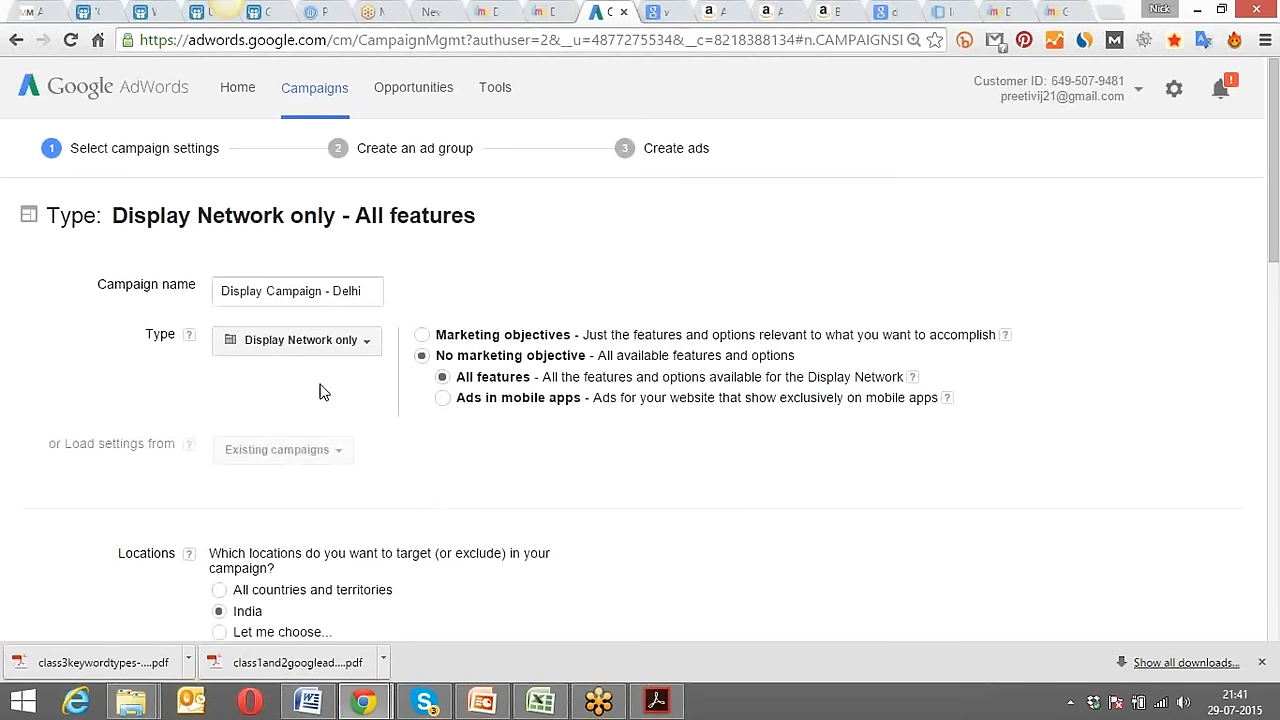 Nick
https://adwords.google.com/cm/CampaignMgmt?authuser=2&__u=4877275534&__c=8218388134#n.CAMPAIGNSI
Google AdWords Home Campaigns Opportunities Tools
Customer ID: 649-507-9481
preetivij21@gmail.com
1 Select campaign settings 2 Create an ad group 3 Create ads
Type: Display Network only - All features
Campaign name Display Campaign - Delhi
Type ? Display Network only
Marketing objectives - Just the features and options relevant to what you want to accomplish ?
No marketing objective - All available features and options
All features - All the features and options available for the Display Network ?
Ads in mobile apps - Ads for your website that show exclusively on mobile apps ?
or Load settings from ? Existing campaigns
Locations ? Which locations do you want to target (or exclude) in your
campaign?
All countries and territories
India
Let me choose...
class3keywordtypes-....pdf class1and2googlead....pdf Show all downloads...
21:41
29-07-2015